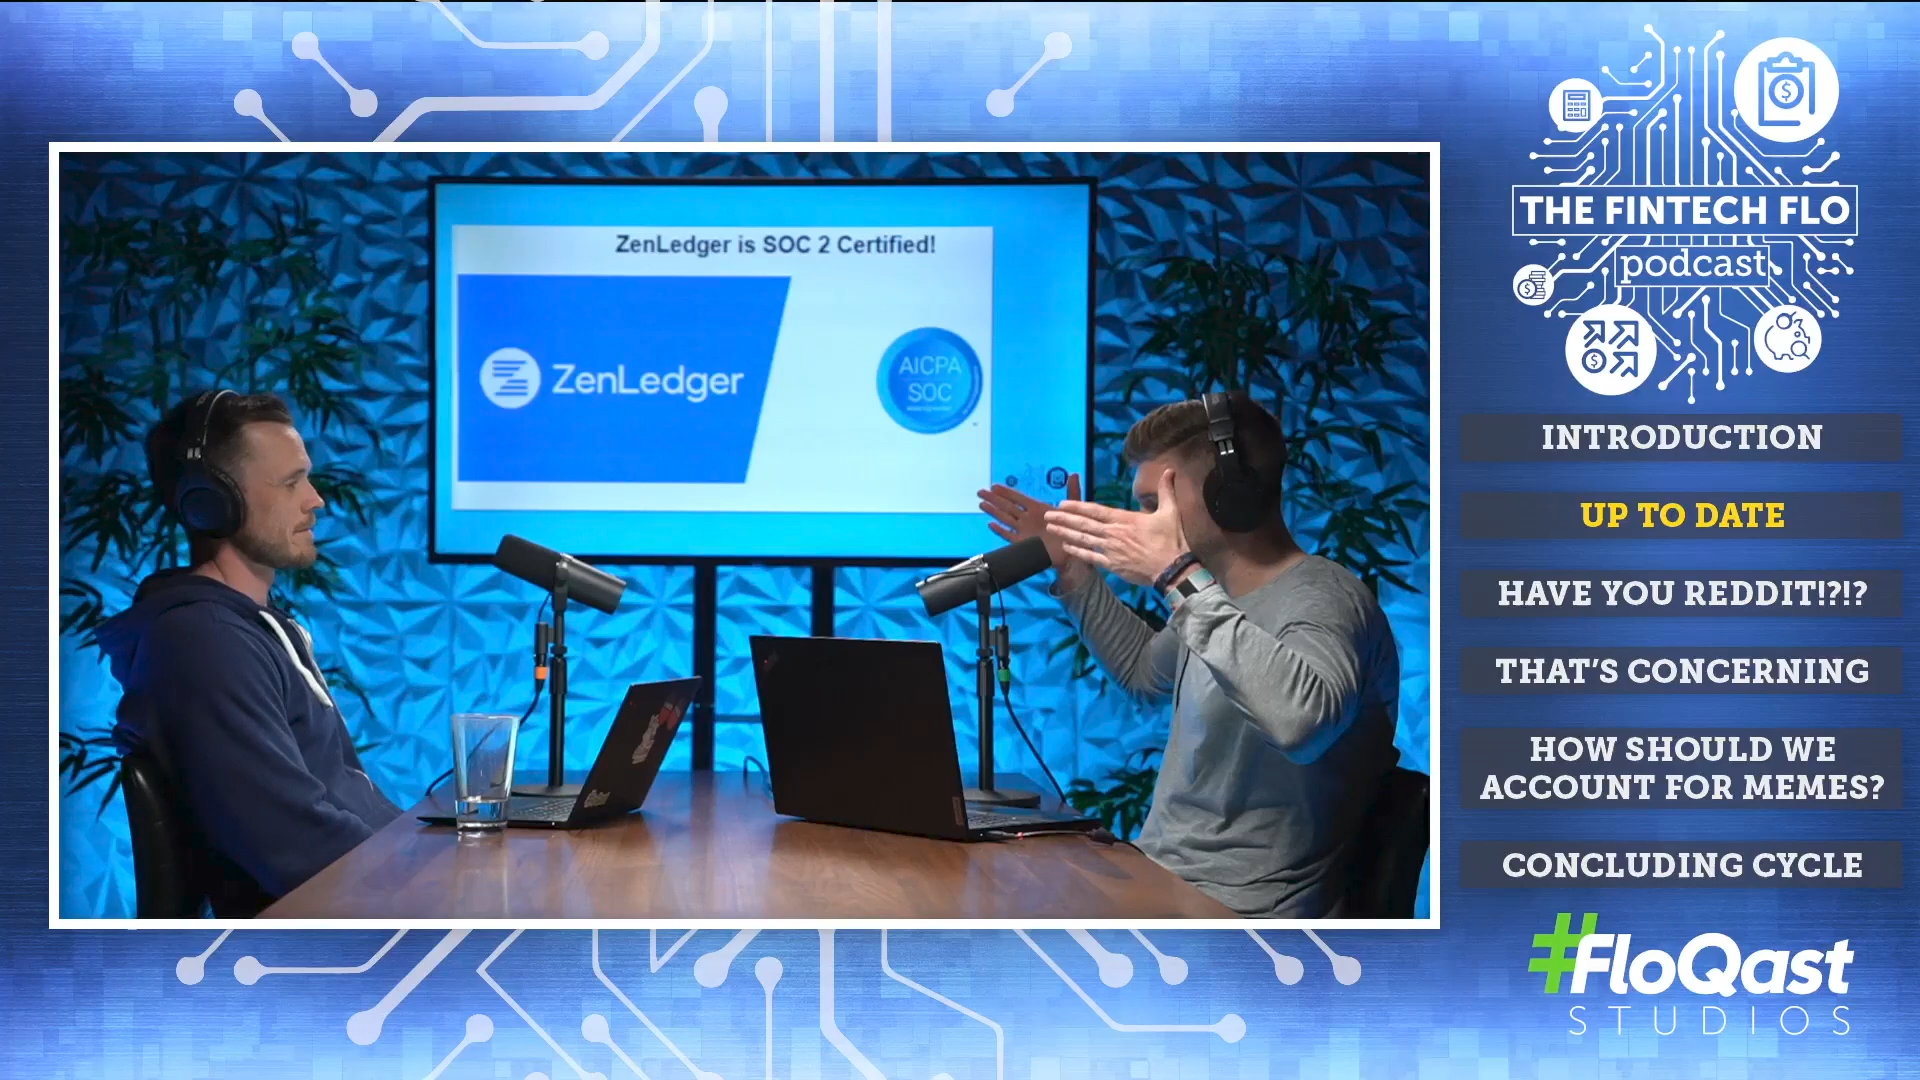 ZenLedger is SOC 2 Certified!
ZenLedger
AICPA
SOC
THE FINTECH FLO
podcast
INTRODUCTION
UP TO DATE
HAVE YOU REDDIT!?!?
THAT'S CONCERNING
HOW SHOULD WE
ACCOUNT FOR MEMES?
CONCLUDING CYCLE
#FloQast
STUDIOS